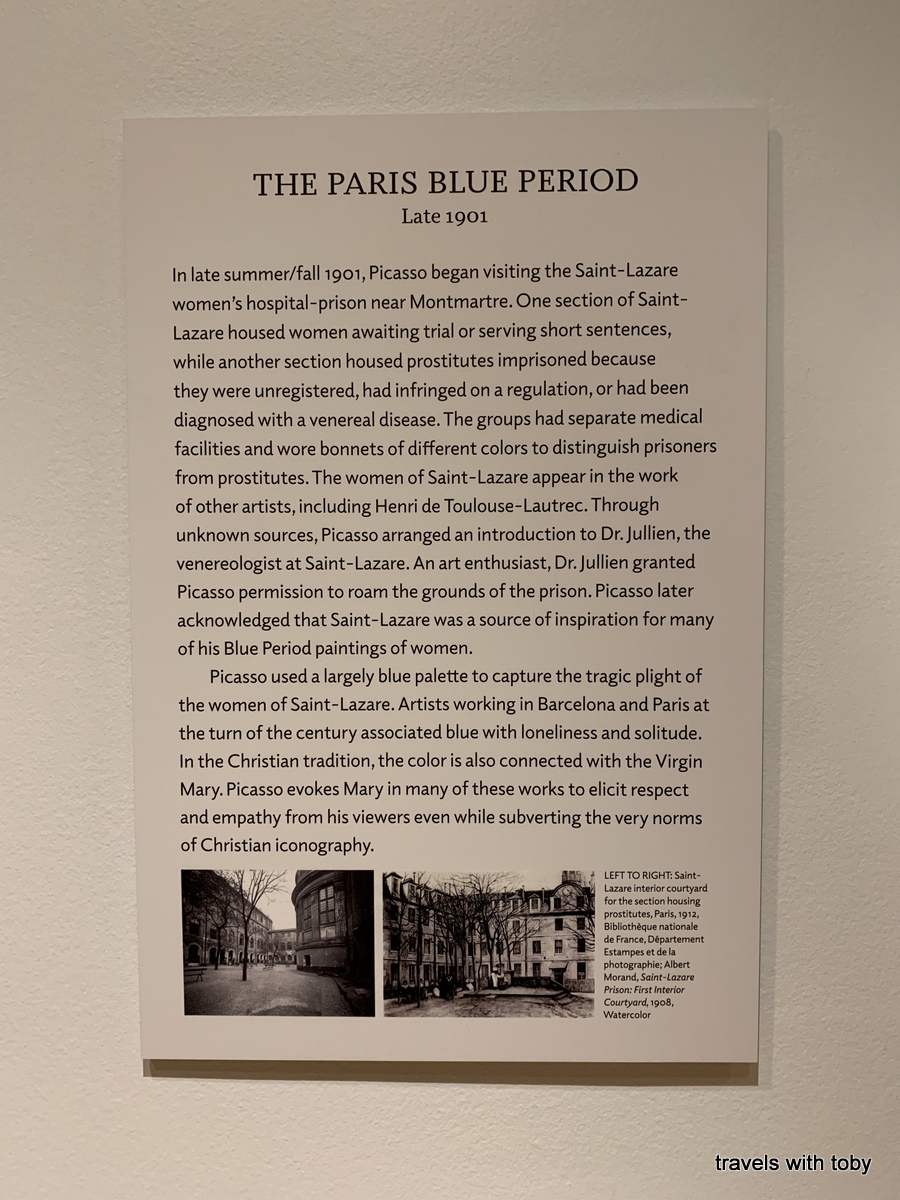 THE PARIS BLUE PERIOD
Late 1901
In late summer/fall 1901, Picasso began visiting the Saint-Lazare
women's hospital-prison near Montmartre. One section of Saint-
Lazare housed women awaiting trial or serving short sentences,
while another section housed prostitutes imprisoned because
they were unregistered, had infringed on a regulation, or had been
diagnosed with a venereal disease. The groups had separate medical
facilities and wore bonnets of different colors to distinguish prisoners
from prostitutes. The women of Saint-Lazare appear in the work
of other artists, including Henri de Toulouse-Lautrec. Through
unknown sources, Picasso arranged an introduction to Dr. Jullien, the
venereologist at Saint-Lazare. An art enthusiast, Dr. Jullien granted
Picasso permission to roam the grounds of the prison. Picasso later
acknowledged that Saint-Lazare was a source of inspiration for many
of his Blue Period paintings of women.
Picasso used a largely blue palette to capture the tragic plight of
the women of Saint-Lazare. Artists working in Barcelona and Paris at
the turn of the century associated blue with loneliness and solitude.
In the Christian tradition, the color is also connected with the Virgin
Mary. Picasso evokes Mary in many of these works to elicit respect
and empathy from his viewers even while subverting the very norms
of Christian iconography.
LEFT TO RIGHT: Saint-
Lazare interior courtyard
for the section housing
prostitutes, Paris, 1912,
Bibliothèque nationale
de France, Département
Estampes et de la
photographie; Albert
Morand, Saint-Lazare
Prison: First Interior
Courtyard, 1908,
Watercolor
travels with toby